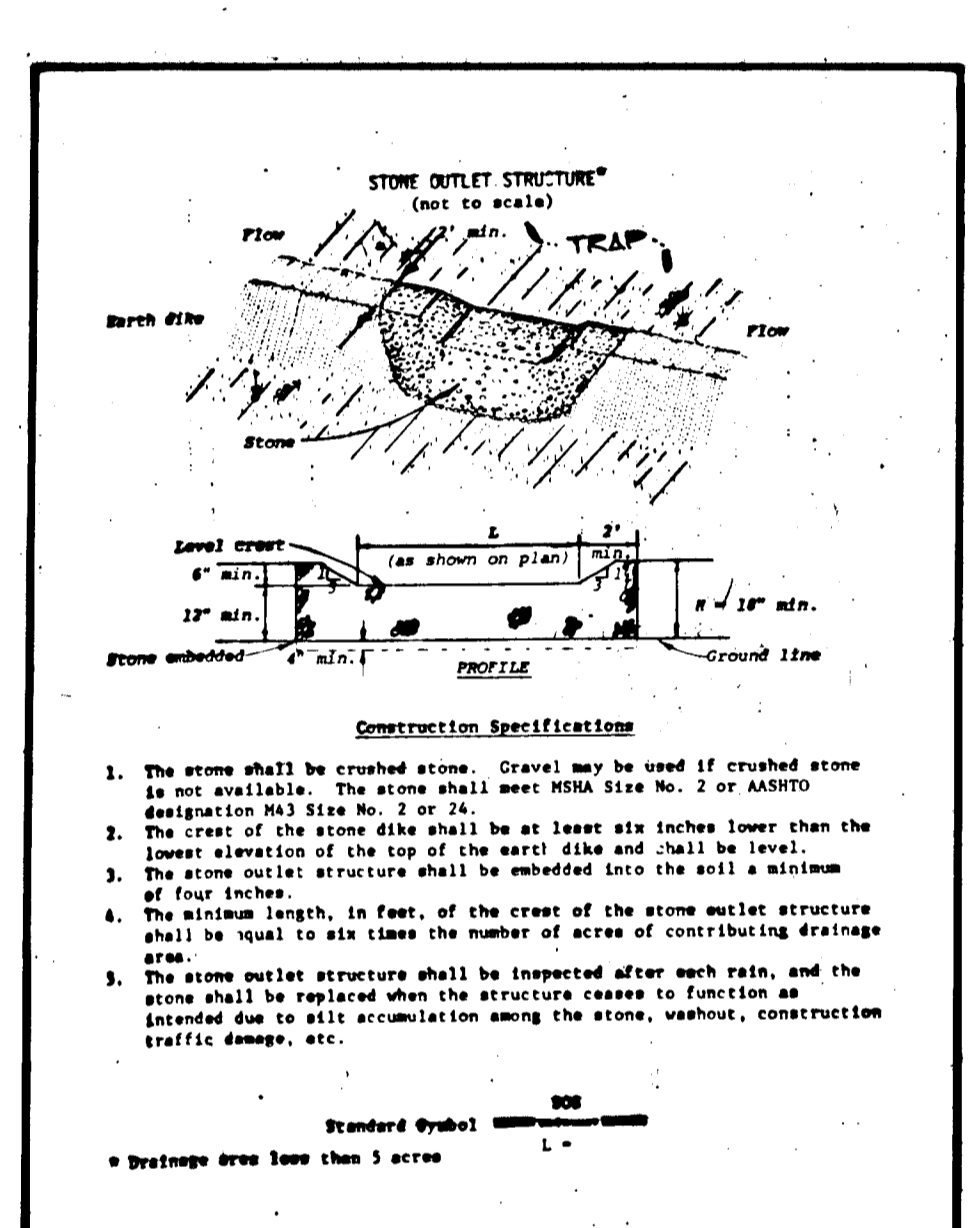 STONE OUTLET STRUCTURE*
(not to scale)
Flow
2' min.
TRAP
Earth dike
Flow
Stone
L
2'
Level crest
(as shown on plan)
min.
6" min.
1
3
3
1
12" min.
H = 18" min.
Stone embedded
4" min.
Ground line
PROFILE
Construction Specifications
1. The stone shall be crushed stone. Gravel may be used if crushed stone
is not available. The stone shall meet MSHA Size No. 2 or AASHTO
designation M43 Size No. 2 or 24.
2. The crest of the stone dike shall be at least six inches lower than the
lowest elevation of the top of the earth dike and shall be level.
3. The stone outlet structure shall be embedded into the soil a minimum
of four inches.
4. The minimum length, in feet, of the crest of the stone outlet structure
shall be equal to six times the number of acres of contributing drainage
area.
5. The stone outlet structure shall be inspected after each rain, and the
stone shall be replaced when the structure ceases to function as
intended due to silt accumulation among the stone, washout, construction
traffic damage, etc.
SOS
Standard Symbol
L =
* Drainage area less than 5 acres